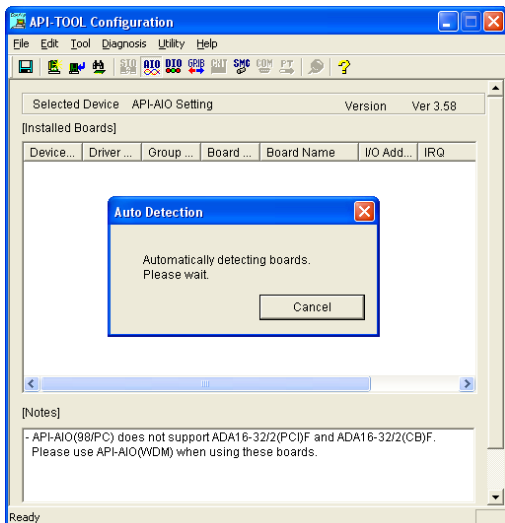 API-TOOL Configuration
File Edit Tool Diagnosis Utility Help
STO AIO DIO GPIB CNT SMC COM PT
Selected Device API-AIO Setting Version Ver 3.58
[Installed Boards]
Device... Driver ... Group ... Board ... Board Name I/O Add... IRQ
Auto Detection
Automatically detecting boards.
Please wait.
Cancel
[Notes]
- API-AIO(98/PC) does not support ADA16-32/2(PCI)F and ADA16-32/2(CB)F.
Please use API-AIO(WDM) when using these boards.
Ready